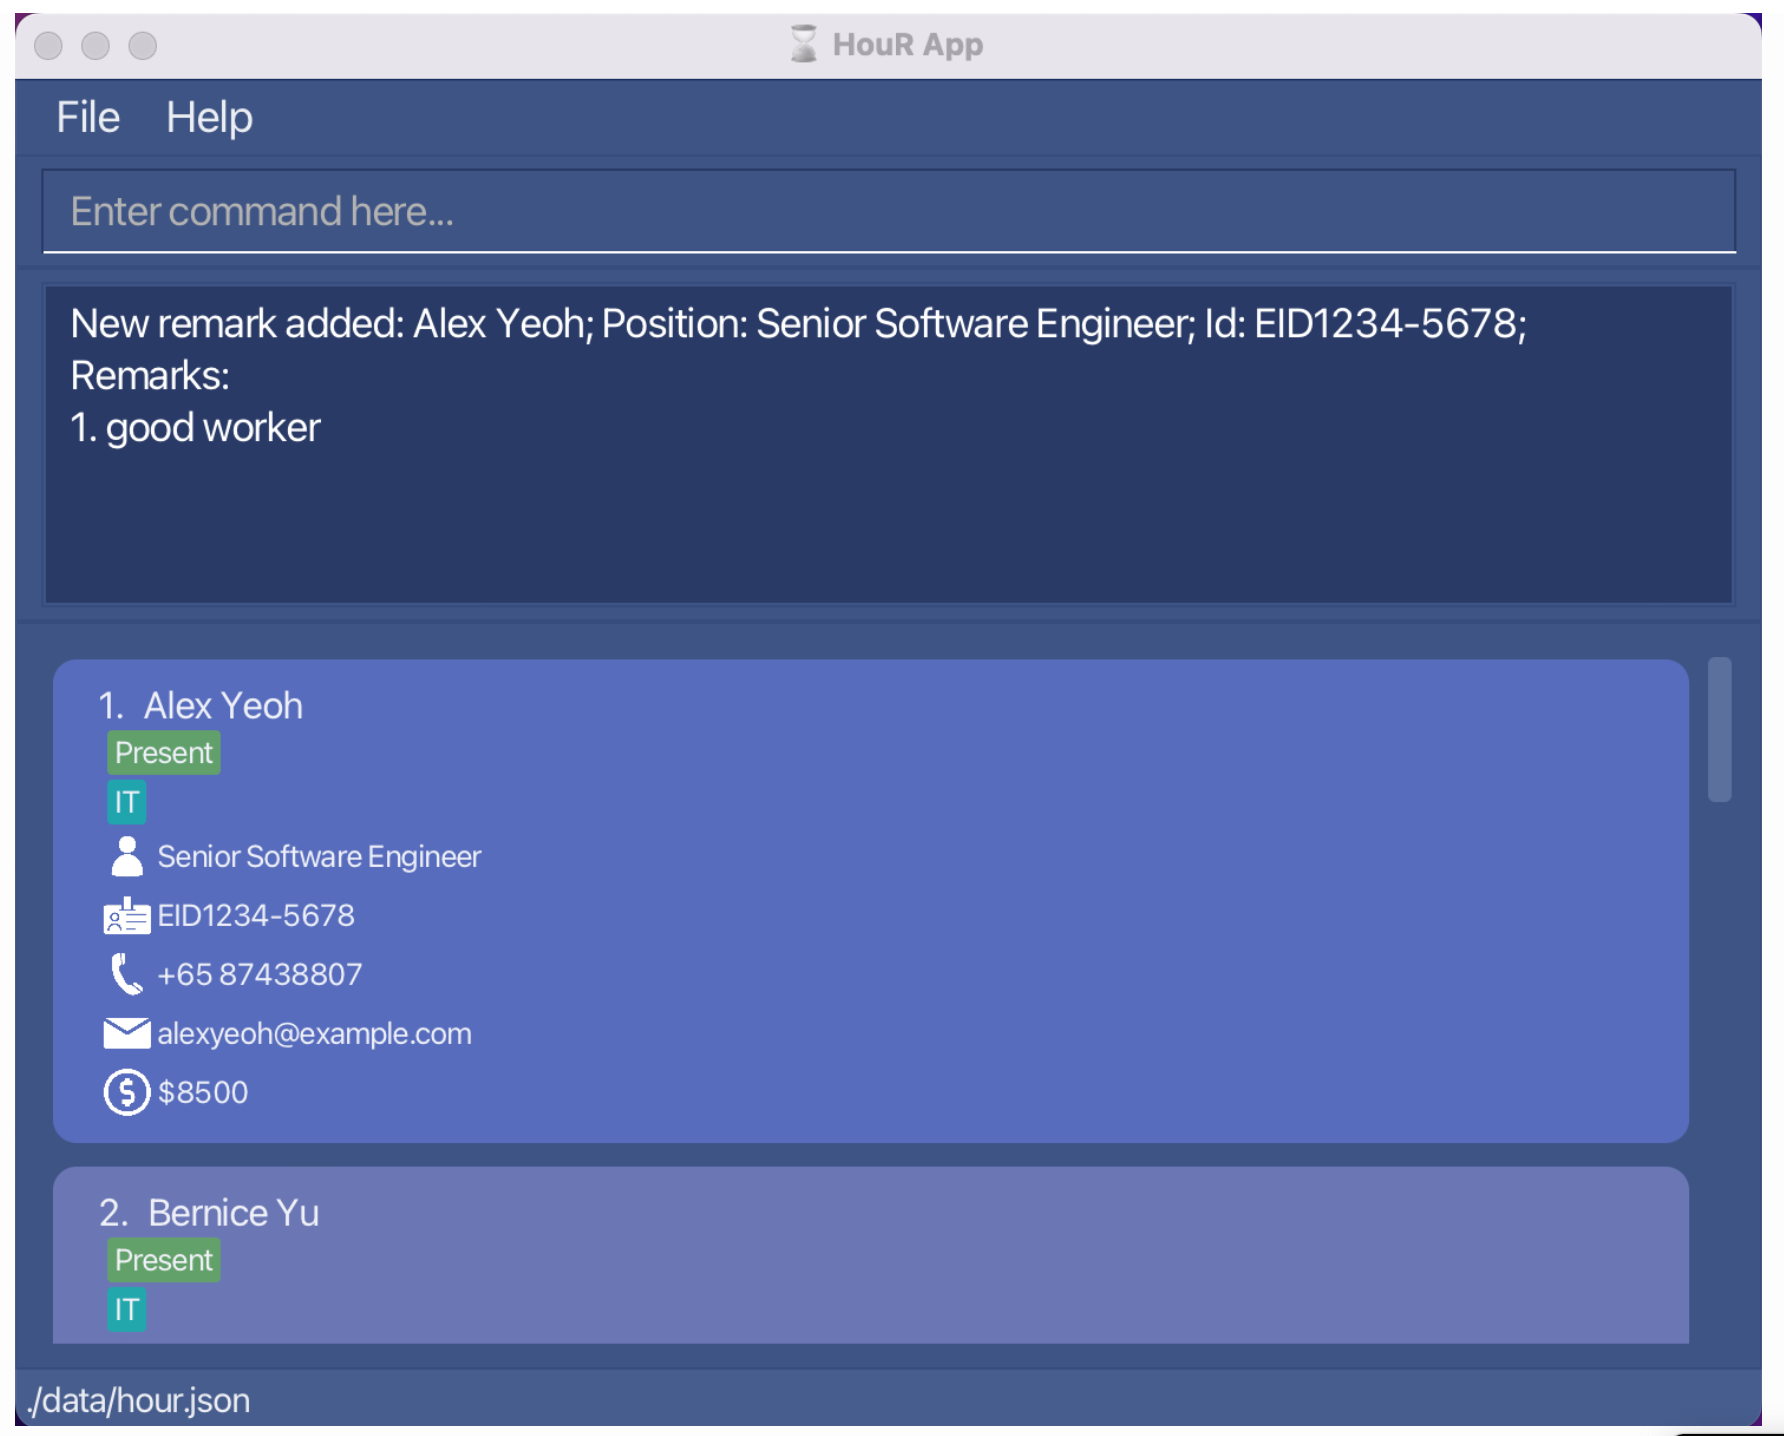 HouR App
File Help
Enter command here...
New remark added: Alex Yeoh; Position: Senior Software Engineer; Id: EID1234-5678;
Remarks:
1. good worker
1. Alex Yeoh
Present
IT
Senior Software Engineer
EID1234-5678
+65 87438807
alexyeoh@example.com
$8500
2. Bernice Yu
Present
IT
./data/hour.json